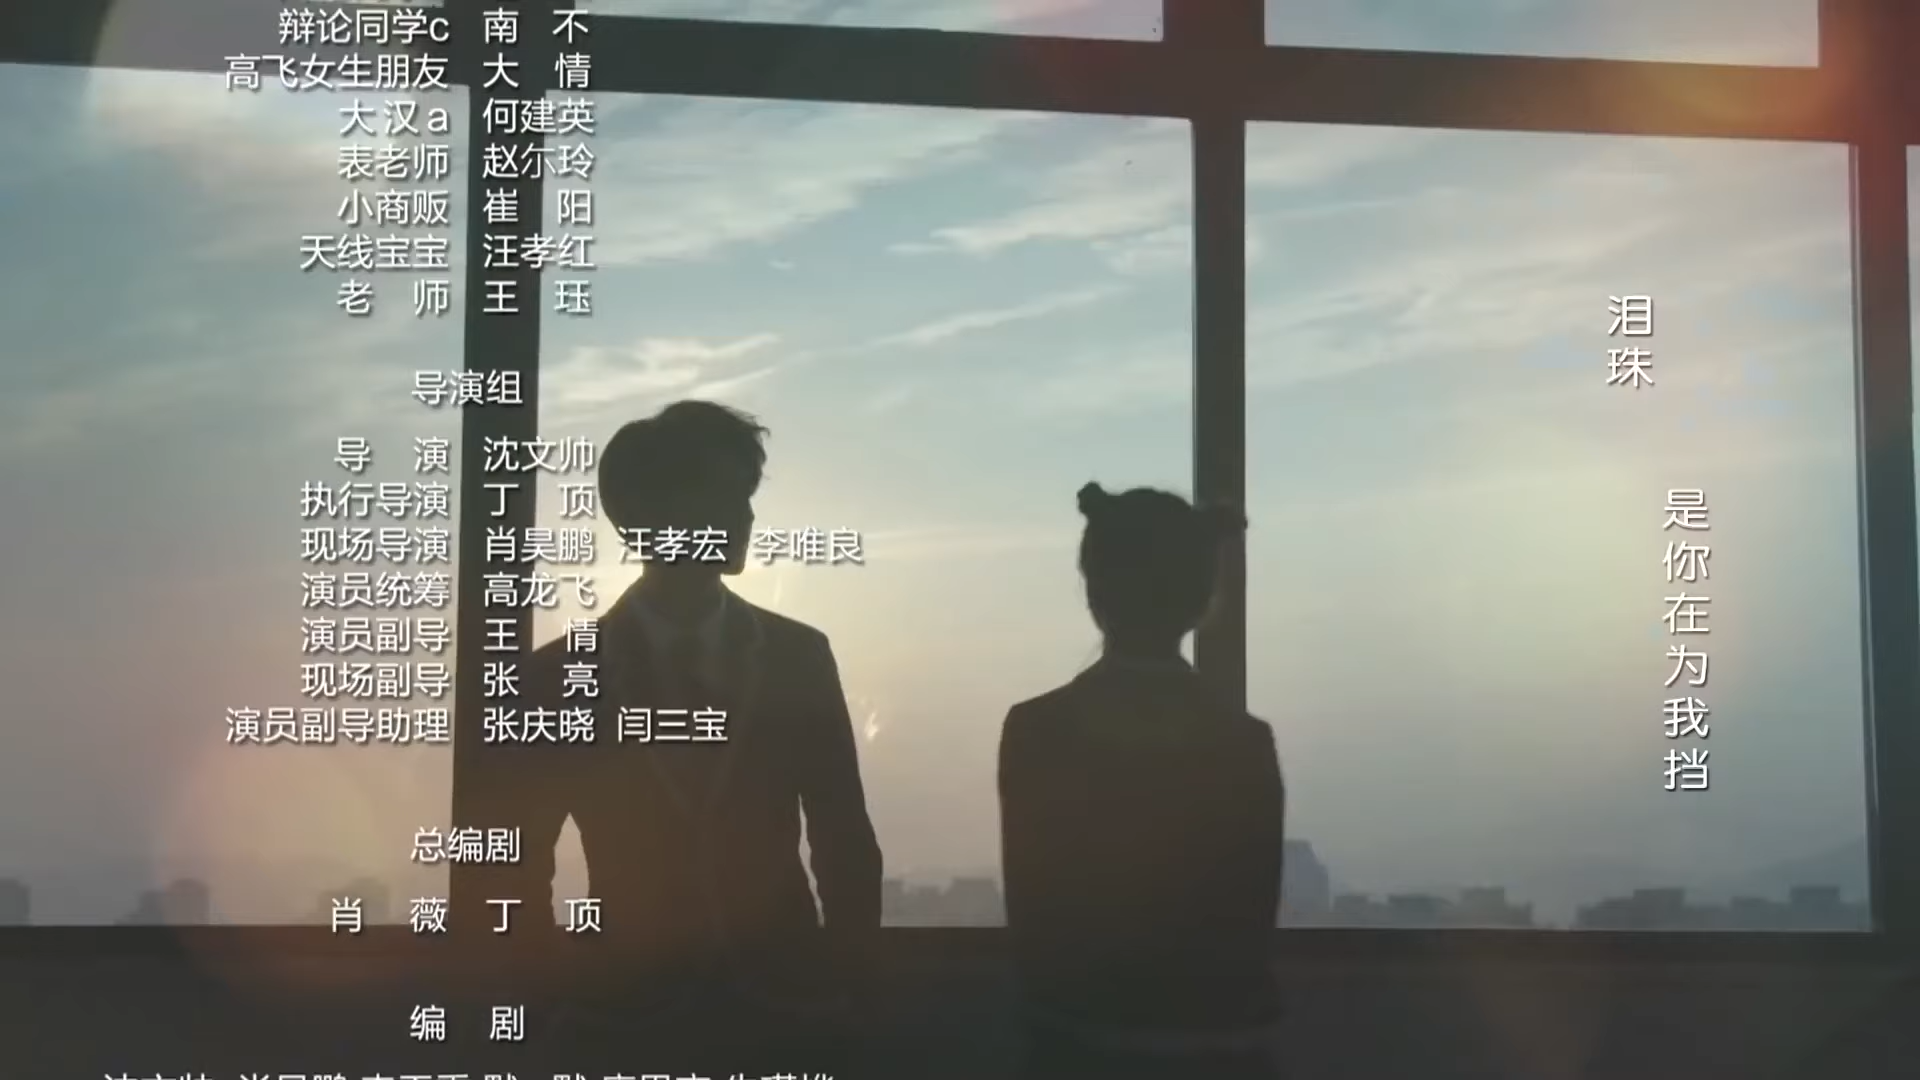 辩论同学c 南 不
高飞女生朋友 大 情
大汉a 何建英
表老师 赵尔玲
小商贩 崔 阳
天线宝宝 汪孝红
老 师 王 珏
导演组
导 演 沈文帅
执行导演 丁 顶
现场导演 肖昊鹏 汪孝宏 李唯良
演员统筹 高龙飞
演员副导 王 情
现场副导 张 亮
演员副导助理 张庆晓 闫三宝
总编剧
肖 薇 丁 顶
编 剧
泪珠
是你在为我挡